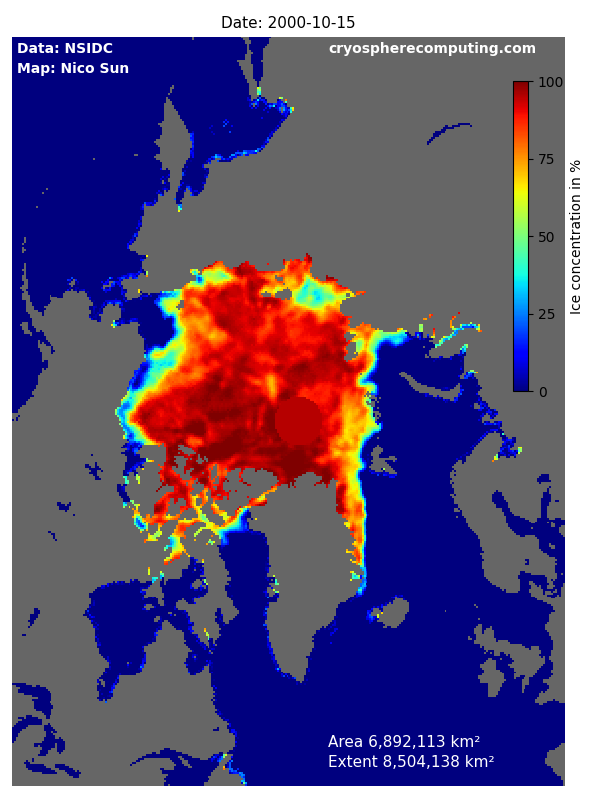 Date: 2000-10-15
Data: NSIDC
Map: Nico Sun
cryospherecomputing.com
100
75
50
25
0
Ice concentration in %
Area 6,892,113 km²
Extent 8,504,138 km²